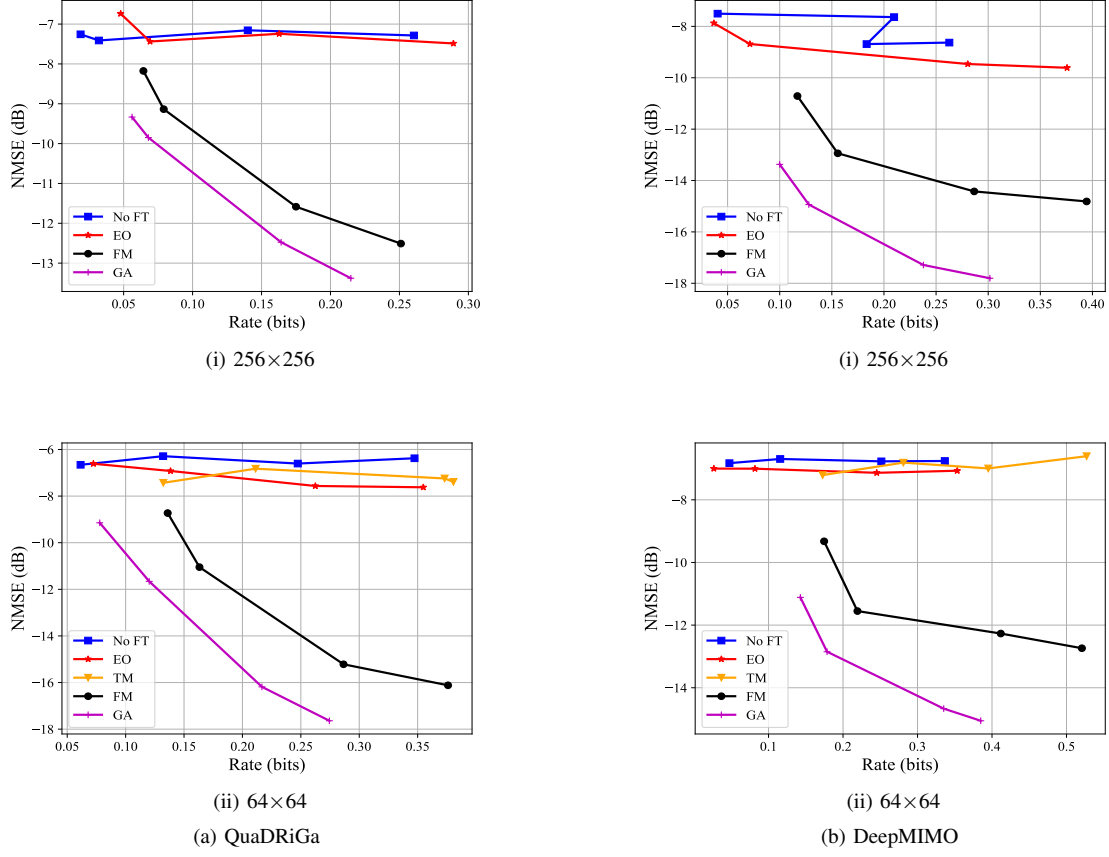 −7
−8
−9
−10
−11
−12
−13
NMSE (dB)
No FT
EO
FM
GA
0.05
0.10
0.15
0.20
0.25
0.30
Rate (bits)
(i) 256×256
−8
−10
−12
−14
−16
−18
NMSE (dB)
No FT
EO
FM
GA
0.05
0.10
0.15
0.20
0.25
0.30
0.35
0.40
Rate (bits)
(i) 256×256
−6
−8
−10
−12
−14
−16
−18
NMSE (dB)
No FT
EO
TM
FM
GA
0.05
0.10
0.15
0.20
0.25
0.30
0.35
Rate (bits)
(ii) 64×64
(a) QuaDRiGa
−8
−10
−12
−14
NMSE (dB)
No FT
EO
TM
FM
GA
0.1
0.2
0.3
0.4
0.5
Rate (bits)
(ii) 64×64
(b) DeepMIMO